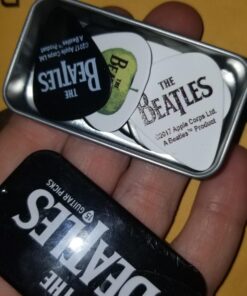 ©2017 Apple Corps Ltd.
A Beatles™ Product
THE
BEATLES
THE
BEATLES
©2017 Apple Corps Ltd.
A Beatles™ Product
THE
BEATLES
GUITAR PICKS